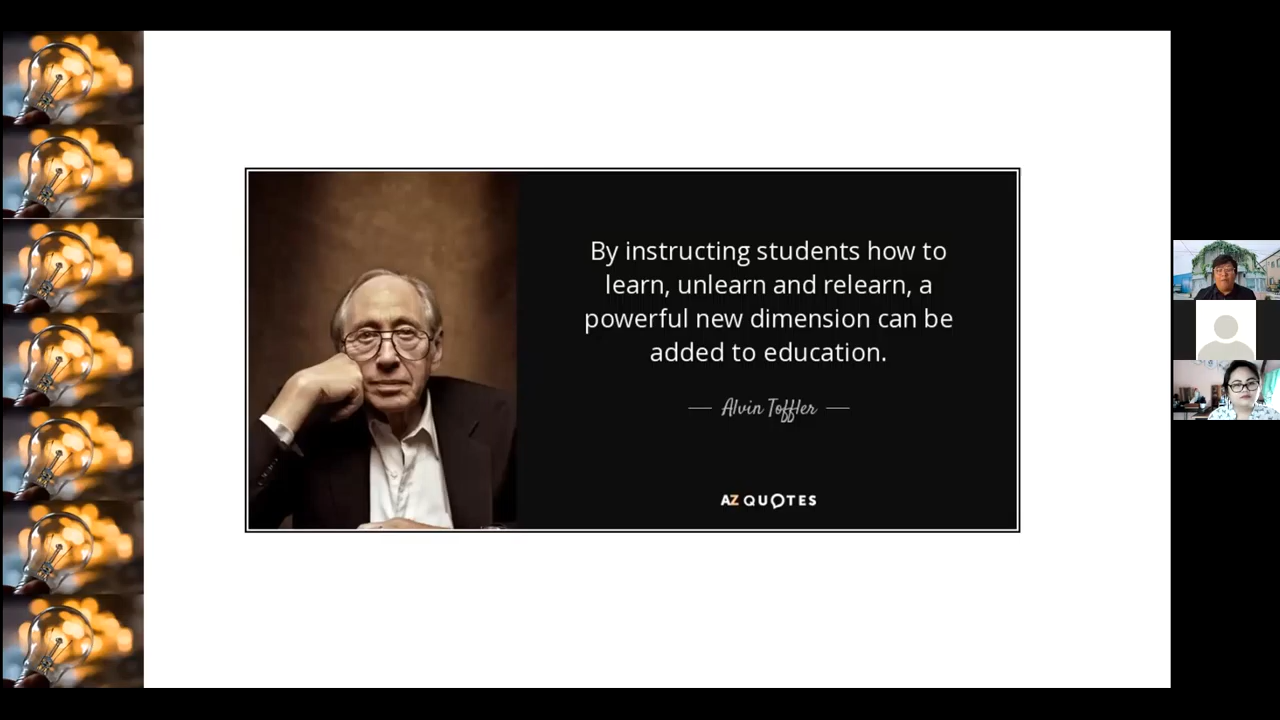 By instructing students how to
learn, unlearn and relearn, a
powerful new dimension can be
added to education.
Alvin Toffler
AZ QUOTES